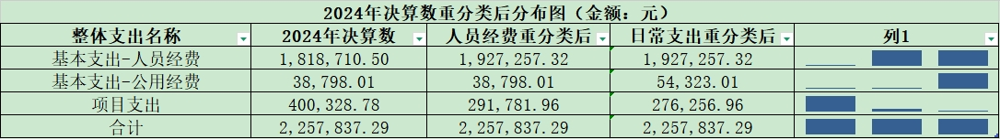 2024年决算数重分类后分布图（金额：元）
整体支出名称 2024年决算数 人员经费重分类后 日常支出重分类后 列1
基本支出-人员经费 1,818,710.50 1,927,257.32 1,927,257.32
基本支出-公用经费 38,798.01 38,798.01 54,323.01
项目支出 400,328.78 291,781.96 276,256.96
合计 2,257,837.29 2,257,837.29 2,257,837.29